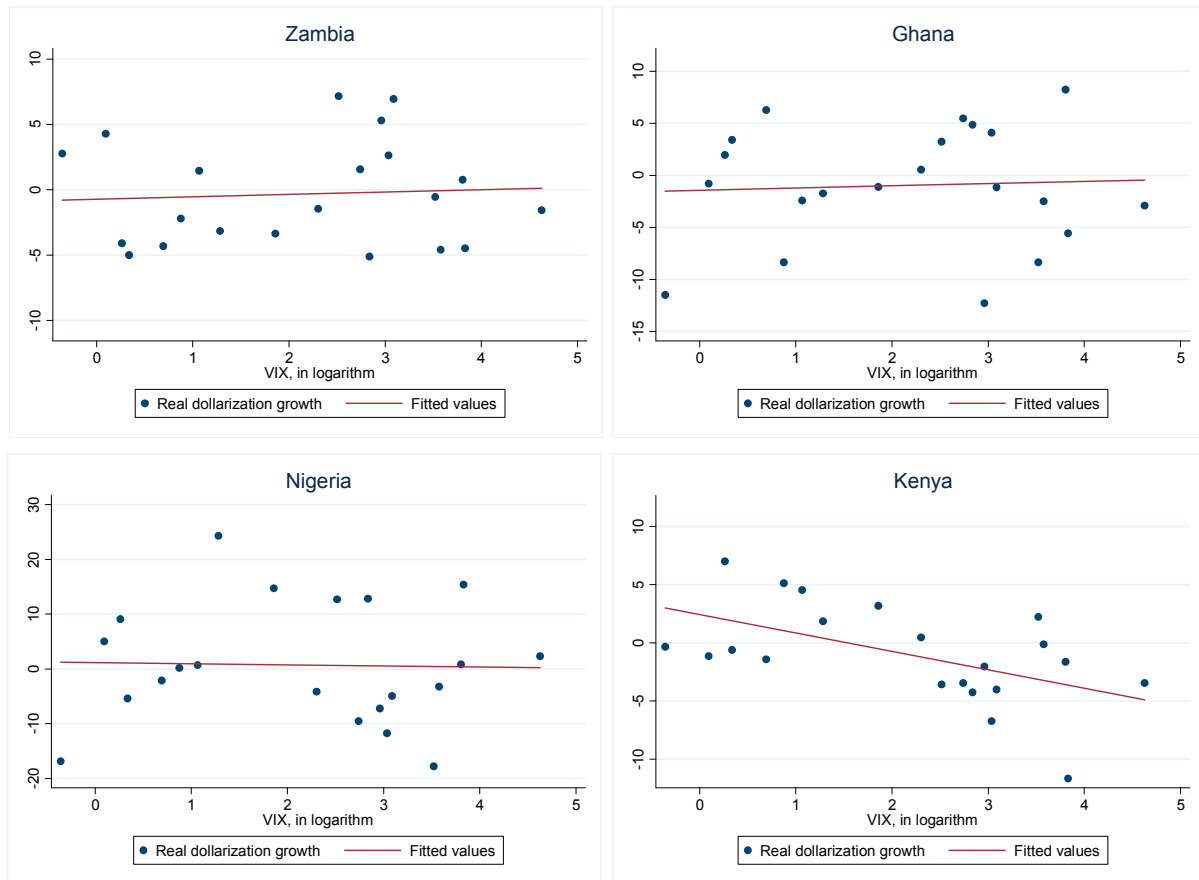 Zambia
10
5
0
-5
-10
0 1 2 3 4 5
VIX, in logarithm
Real dollarization growth Fitted values
Ghana
10
5
0
-5
-10
-15
0 1 2 3 4 5
VIX, in logarithm
Real dollarization growth Fitted values
Nigeria
30
20
10
0
-10
-20
0 1 2 3 4 5
VIX, in logarithm
Real dollarization growth Fitted values
Kenya
10
5
0
-5
-10
0 1 2 3 4 5
VIX, in logarithm
Real dollarization growth Fitted values